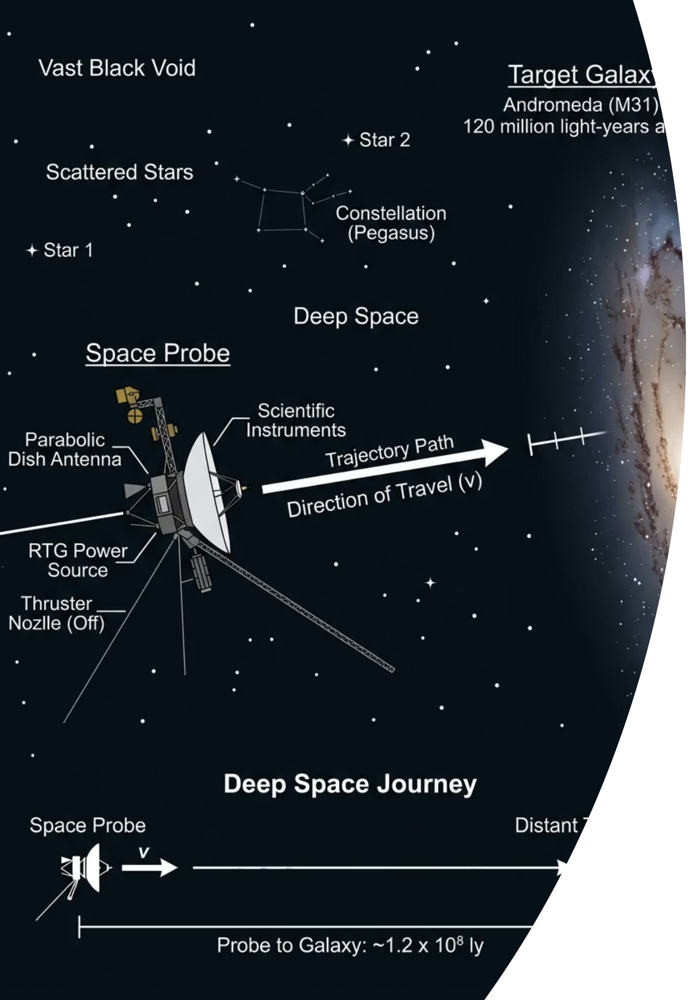 Vast Black Void
Target Galaxy
Andromeda (M31)
120 million light-years
Star 2
Scattered Stars
Constellation
(Pegasus)
Star 1
Deep Space
Space Probe
Scientific
Instruments
Parabolic
Dish Antenna
Trajectory Path
Direction of Travel (v)
RTG Power
Source
Thruster
Nozlle (Off)
Deep Space Journey
Space Probe
Distant
v
Probe to Galaxy: ~1.2 x 10⁸ ly